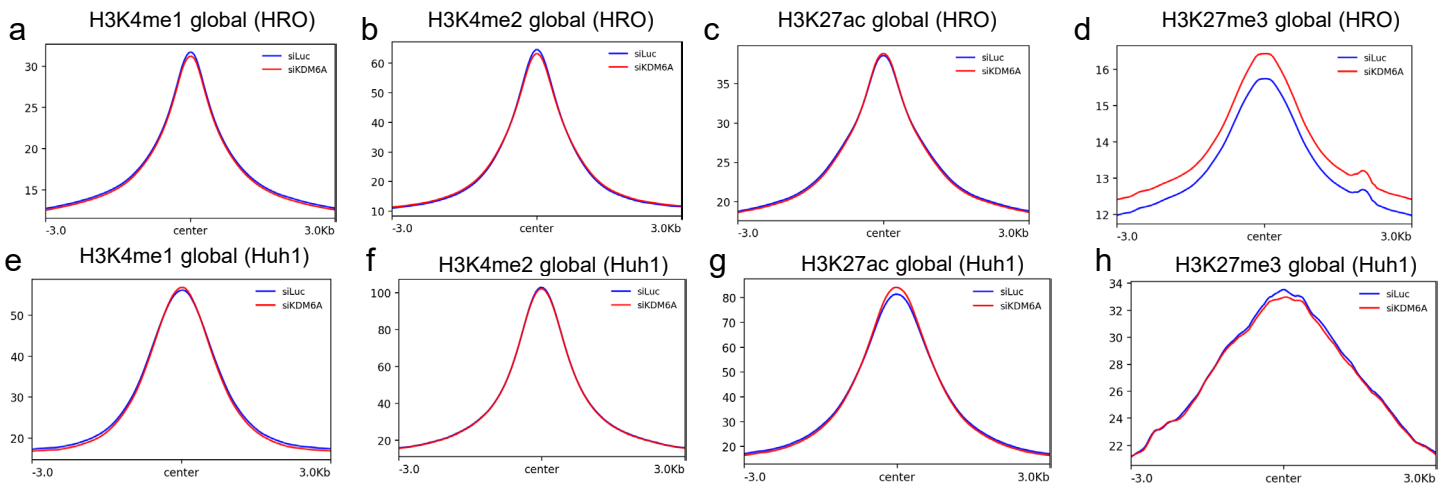 a
H3K4me1 global (HRO)
30
25
20
15
siLuc
siKDM6A
-3.0
center
3.0Kb
b
H3K4me2 global (HRO)
60
50
40
30
20
10
siLuc
siKDM6A
-3.0
center
3.0Kb
c
H3K27ac global (HRO)
35
30
25
20
siLuc
siKDM6A
-3.0
center
3.0Kb
d
H3K27me3 global (HRO)
16
15
14
13
12
siLuc
siKDM6A
-3.0
center
3.0Kb
e
H3K4me1 global (Huh1)
50
40
30
20
siLuc
siKDM6A
-3.0
center
3.0Kb
f
H3K4me2 global (Huh1)
100
80
60
40
20
siLuc
siKDM6A
-3.0
center
3.0Kb
g
H3K27ac global (Huh1)
80
70
60
50
40
30
20
siLuc
siKDM6A
-3.0
center
3.0Kb
h
H3K27me3 global (Huh1)
34
32
30
28
26
24
22
siLuc
siKDM6A
-3.0
center
3.0Kb